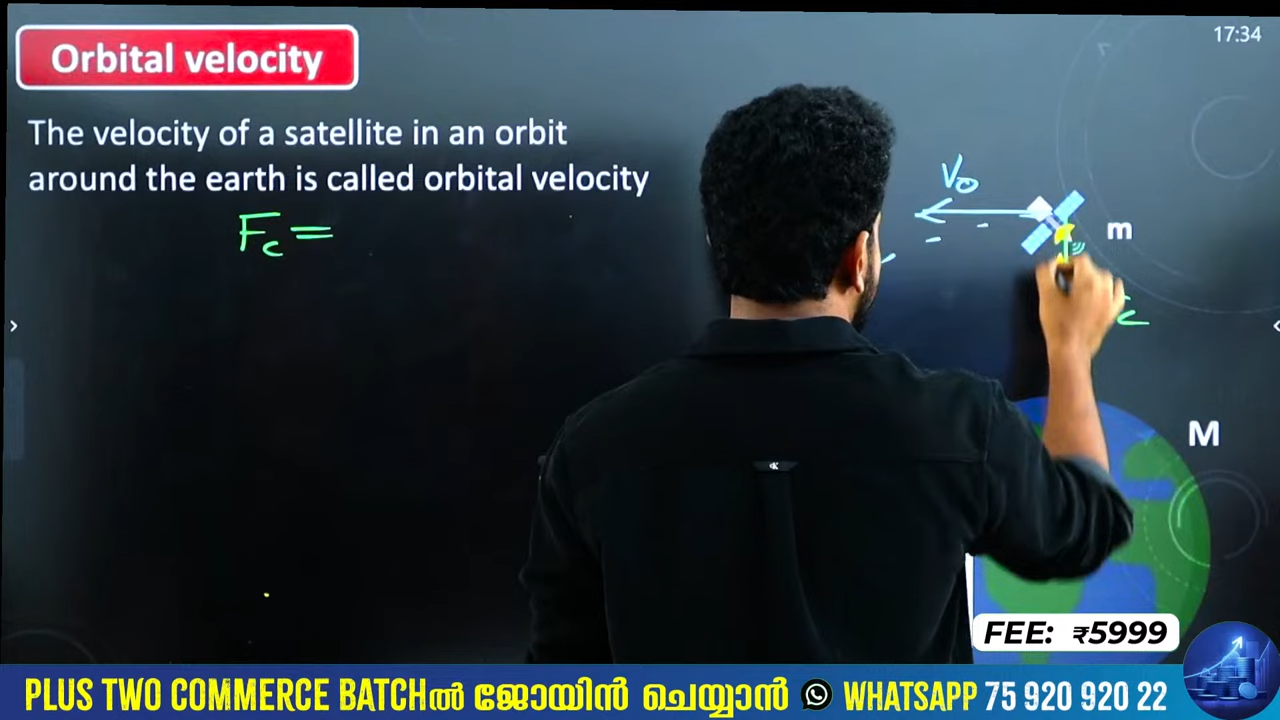 Orbital velocity
17:34
The velocity of a satellite in an orbit
around the earth is called orbital velocity
Fc =
Vo
m
c
M
FEE: ₹5999
PLUS TWO COMMERCE BATCHൽ ജോയിൻ ചെയ്യാൻ WHATSAPP 75 920 920 22